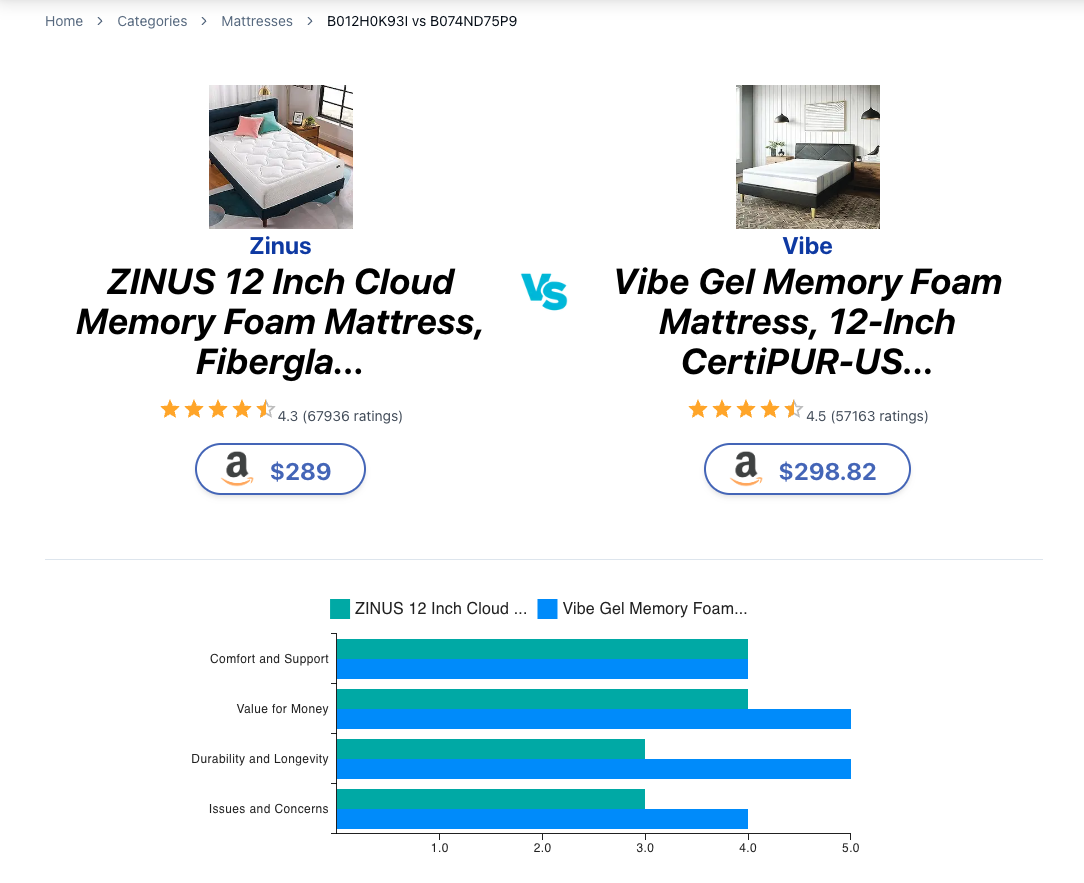 Home > Categories > Mattresses > B012H0K93I vs B074ND75P9
Zinus
ZINUS 12 Inch Cloud
Memory Foam Mattress,
Fibergla...
4.3 (67936 ratings)
a $289
VS
Vibe
Vibe Gel Memory Foam
Mattress, 12-Inch
CertiPUR-US...
4.5 (57163 ratings)
a $298.82
ZINUS 12 Inch Cloud ... Vibe Gel Memory Foam...
Comfort and Support
Value for Money
Durability and Longevity
Issues and Concerns
1.0 2.0 3.0 4.0 5.0